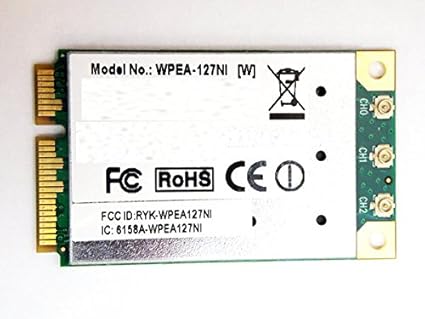 Model No.: WPEA-127NI [W]
CH0
CH1
CH2
FC RoHS CE
FCC ID:RYK-WPEA127NI
IC: 6158A-WPEA127NI